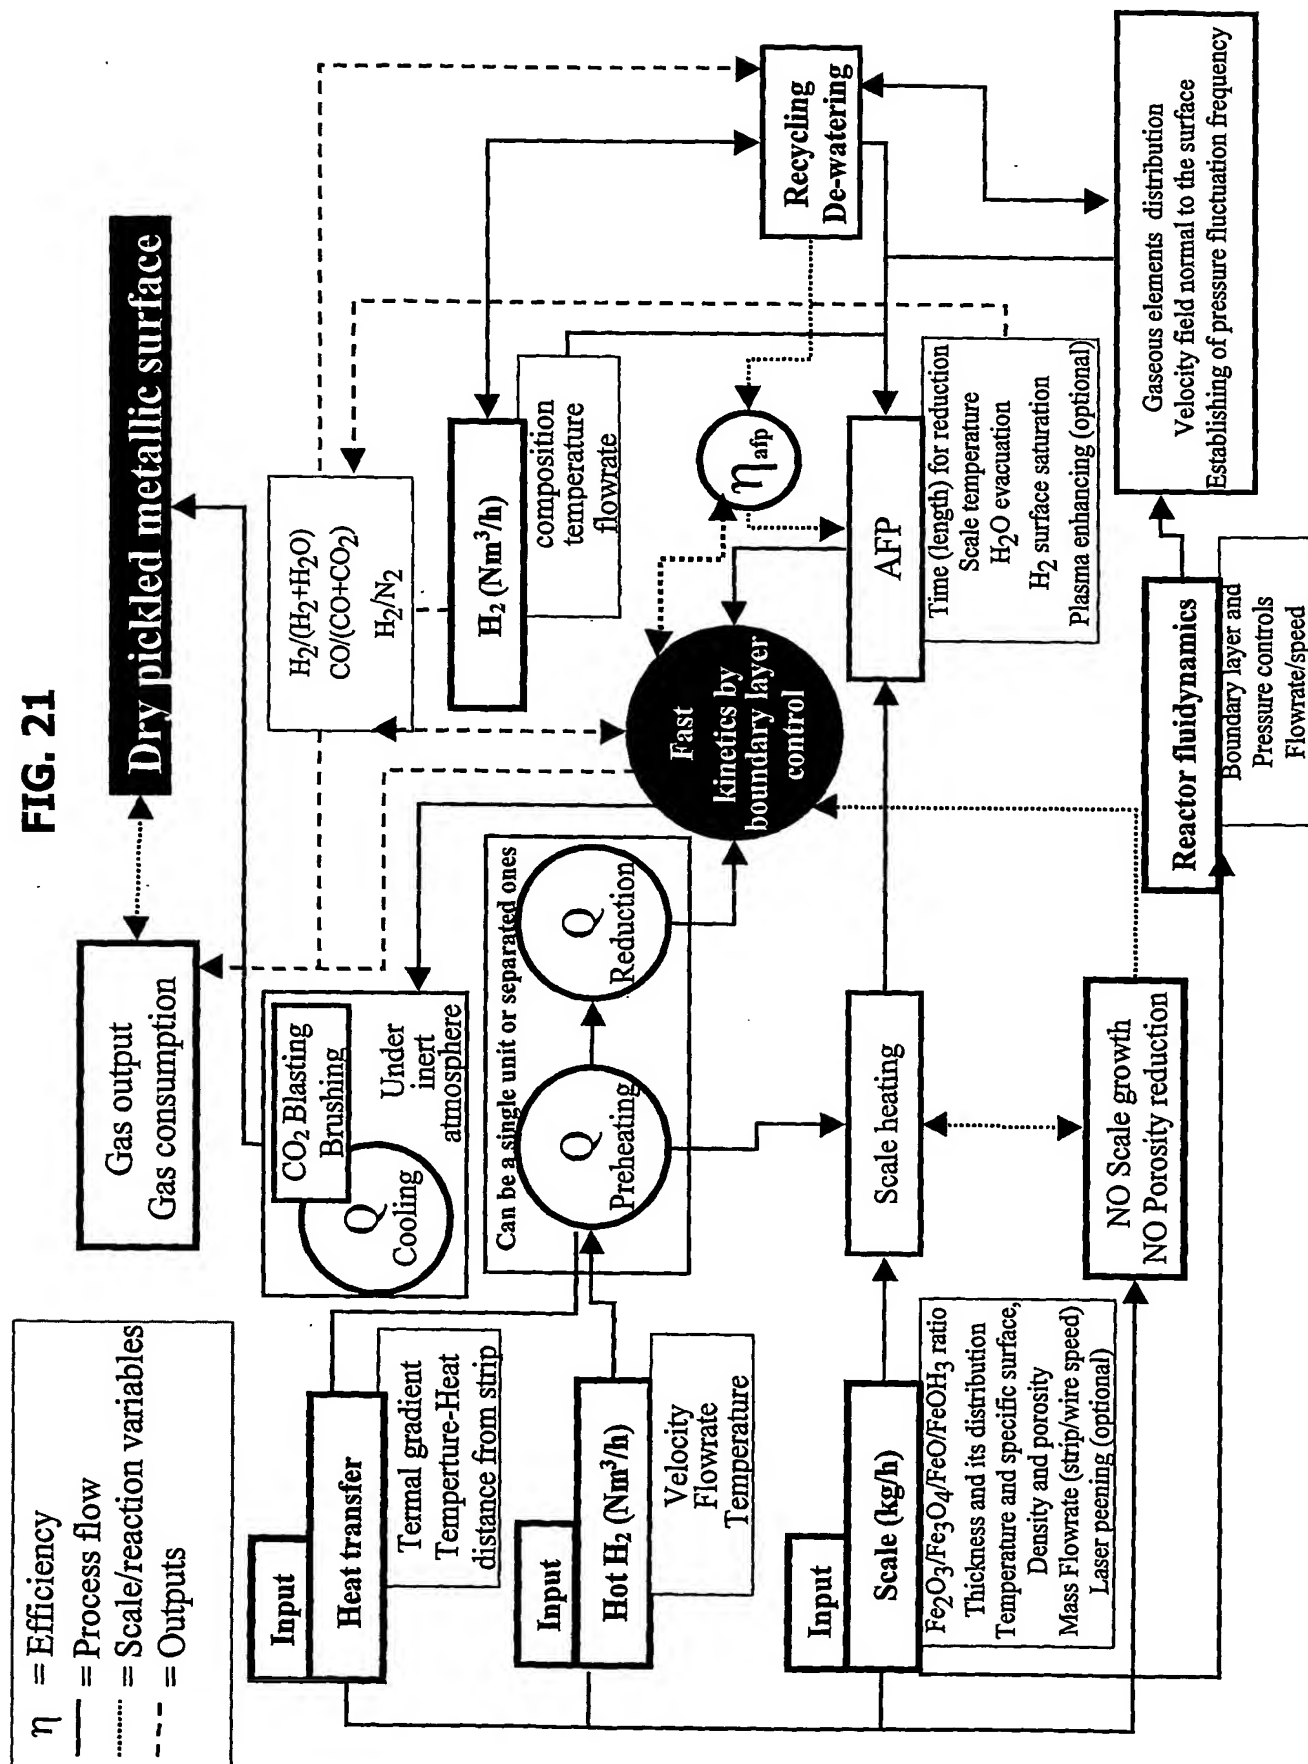 FIG. 21
η = Efficiency
= Process flow
= Scale/reaction variables
= Outputs
Gas output
Gas consumption
Dry pickled metallic surface
Input
Heat transfer
Termal gradient
Temperture-Heat
distance from strip
CO2 Blasting
Brushing
Q
Cooling
Under
inert
atmosphere
H2/(H2+H2O)
CO/(CO+CO2)
H2/N2
H2 (Nm3/h)
composition
temperature
flowrate
Input
Hot H2 (Nm3/h)
Velocity
Flowrate
Temperature
Can be a single unit or separated ones
Q
Preheating
Q
Reduction
Fast
kinetics by
boundary layer
control
ηafp
Recycling
De-watering
Input
Scale (kg/h)
Fe2O3/Fe3O4/FeO/FeOH3 ratio
Thickness and its distribution
Temperature and specific surface,
Density and porosity
Mass Flowrate (strip/wire speed)
Laser peening (optional)
Scale heating
AFP
Time (length) for reduction
Scale temperature
H2O evacuation
H2 surface saturation
Plasma enhancing (optional)
NO Scale growth
NO Porosity reduction
Reactor fluidynamics
Boundary layer and
Pressure controls
Flowrate/speed
Gaseous elements distribution
Velocity field normal to the surface
Establishing of pressure fluctuation frequency